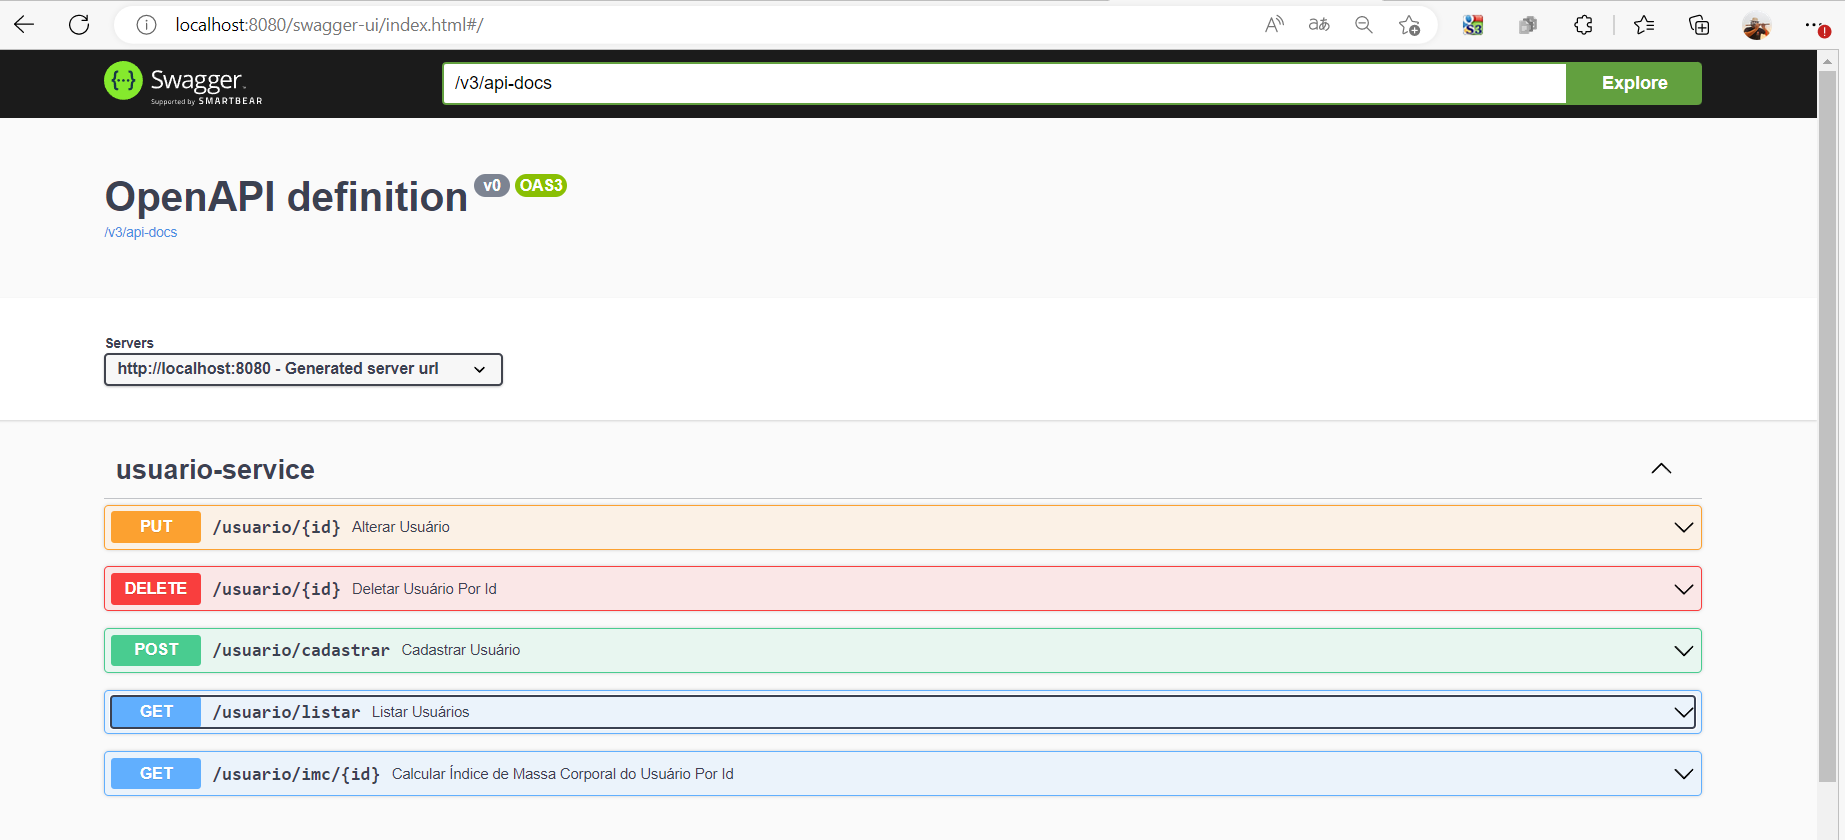 localhost:8080/swagger-ui/index.html#/
Swagger
Supported by SMARTBEAR
/v3/api-docs
Explore
OpenAPI definition v0 OAS3
/v3/api-docs
Servers
http://localhost:8080 - Generated server url
usuario-service
PUT /usuario/{id} Alterar Usuário
DELETE /usuario/{id} Deletar Usuário Por Id
POST /usuario/cadastrar Cadastrar Usuário
GET /usuario/listar Listar Usuários
GET /usuario/imc/{id} Calcular Índice de Massa Corporal do Usuário Por Id